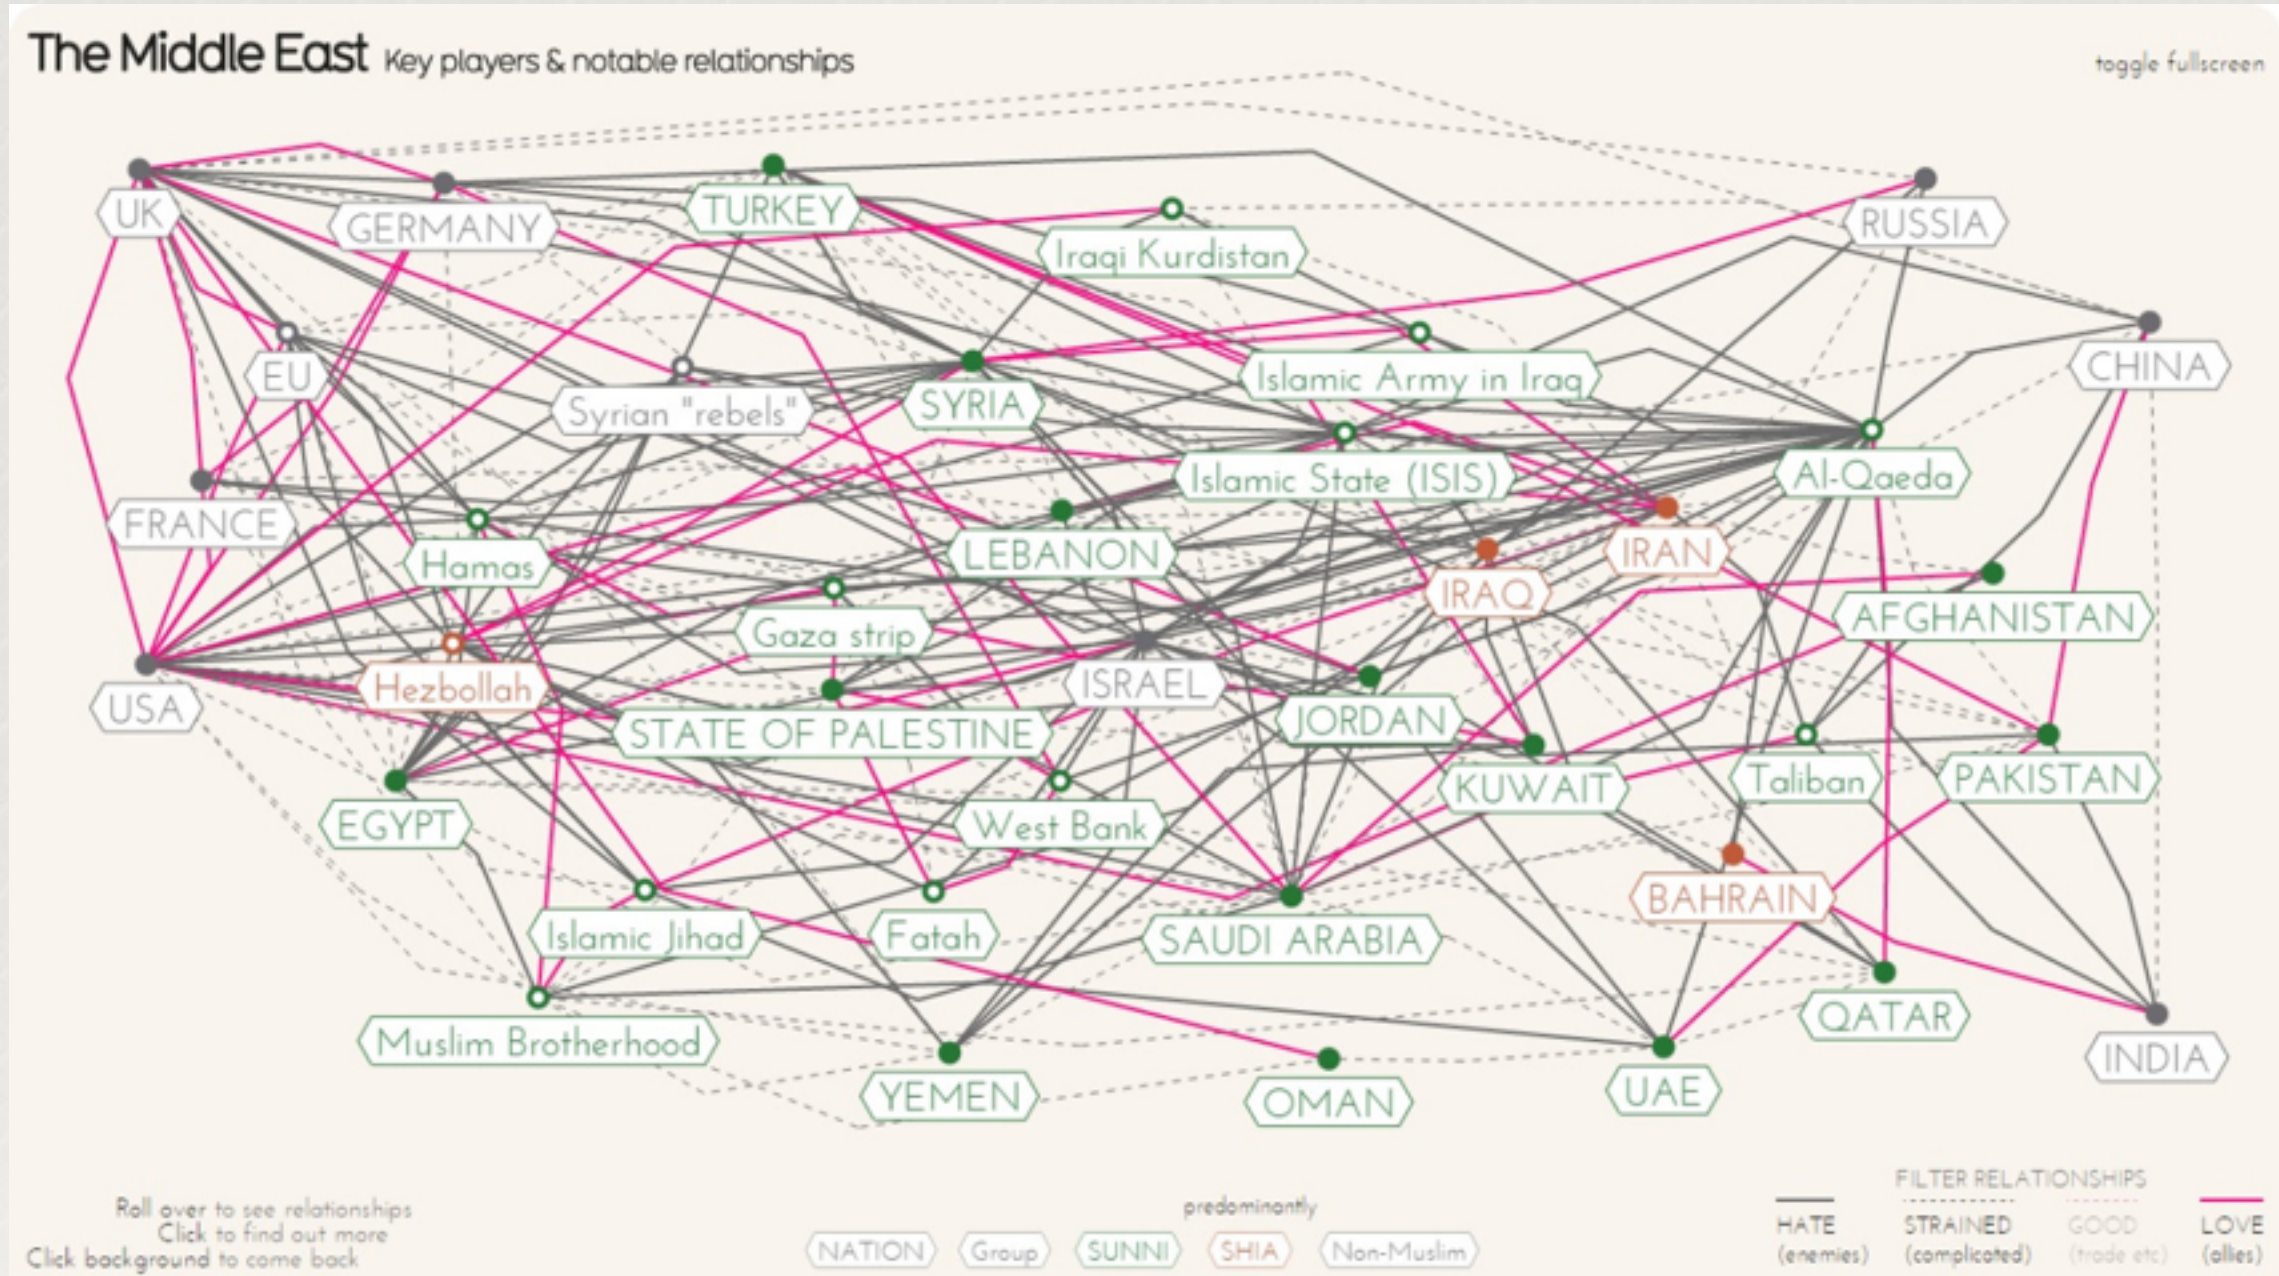 The Middle East Key players & notable relationships
toggle fullscreen
UK
GERMANY
TURKEY
Iraqi Kurdistan
RUSSIA
EU
Syrian "rebels"
SYRIA
Islamic Army in Iraq
CHINA
FRANCE
Hamas
LEBANON
Islamic State (ISIS)
Al-Qaeda
IRAN
IRAQ
AFGHANISTAN
Gaza strip
USA
Hezbollah
ISRAEL
STATE OF PALESTINE
JORDAN
KUWAIT
Taliban
PAKISTAN
EGYPT
West Bank
BAHRAIN
Islamic Jihad
Fatah
SAUDI ARABIA
QATAR
Muslim Brotherhood
YEMEN
OMAN
UAE
INDIA
Roll over to see relationships
Click to find out more
Click background to come back
predominantly
NATION
Group
SUNNI
SHIA
Non-Muslim
FILTER RELATIONSHIPS
HATE
(enemies)
STRAINED
(complicated)
GOOD
(trade etc)
LOVE
(allies)